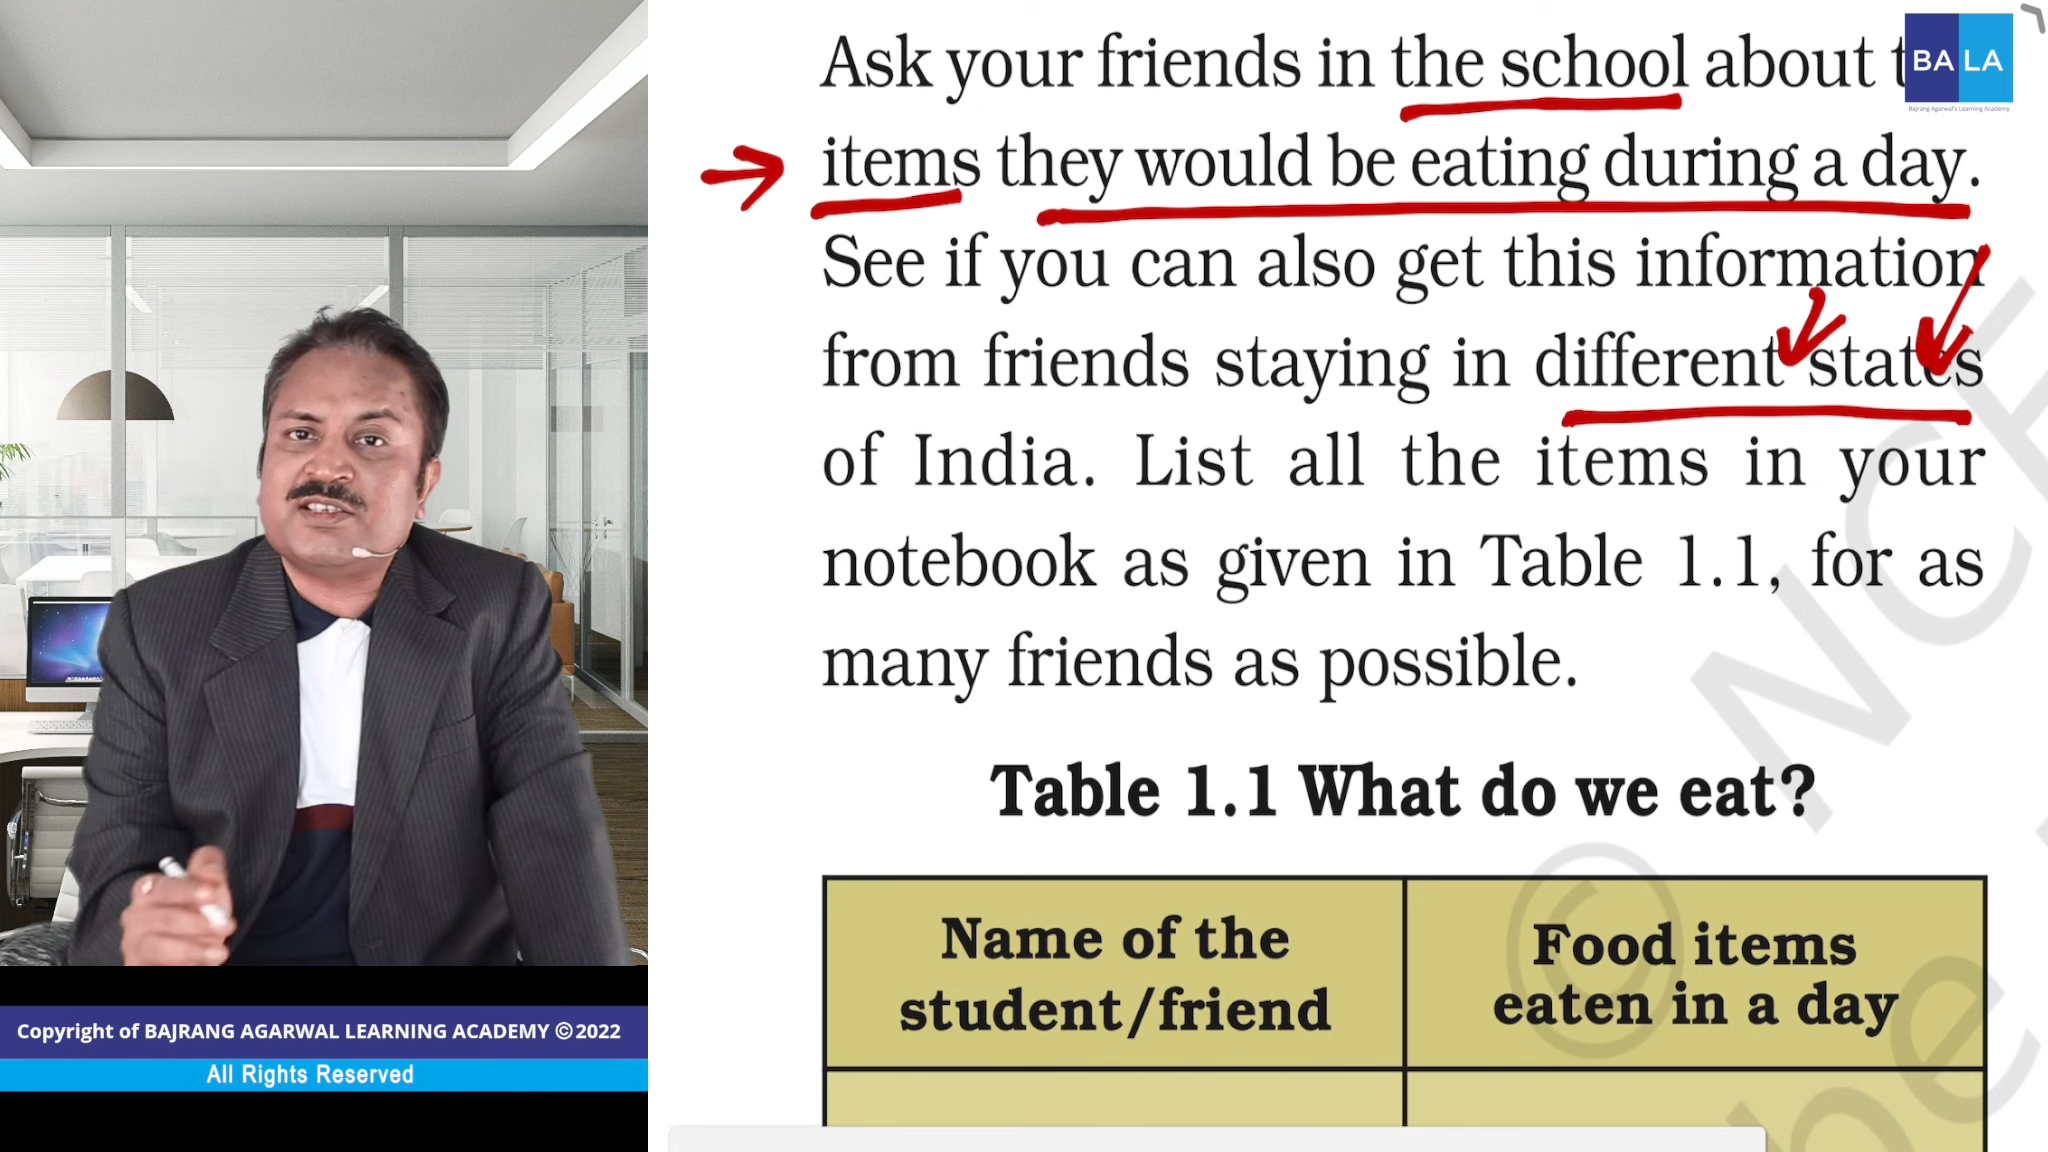 Ask your friends in the school about
items they would be eating during a day.
See if you can also get this information
from friends staying in different states
of India. List all the items in your
notebook as given in Table 1.1, for as
many friends as possible.
Table 1.1 What do we eat?
Name of the
student/friend
Food items
eaten in a day
BA LA
Bajrang Agarwal's Learning Academy
Copyright of BAJRANG AGARWAL LEARNING ACADEMY ©2022
All Rights Reserved